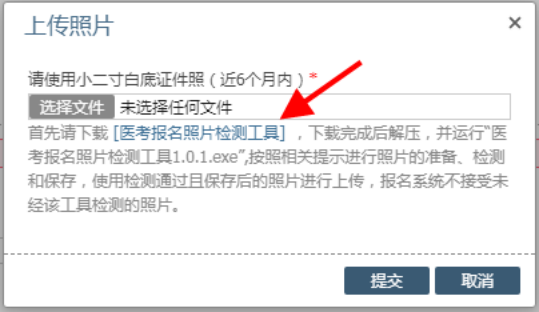 上传照片
×
请使用小二寸白底证件照（近6个月内）*
选择文件 未选择任何文件
首先请下载 [医考报名照片检测工具] ，下载完成后解压，并运行“医
考报名照片检测工具1.0.1.exe”,按照相关提示进行照片的准备、检测
和保存，使用检测通过且保存后的照片进行上传，报名系统不接受未
经该工具检测的照片。
提交 取消